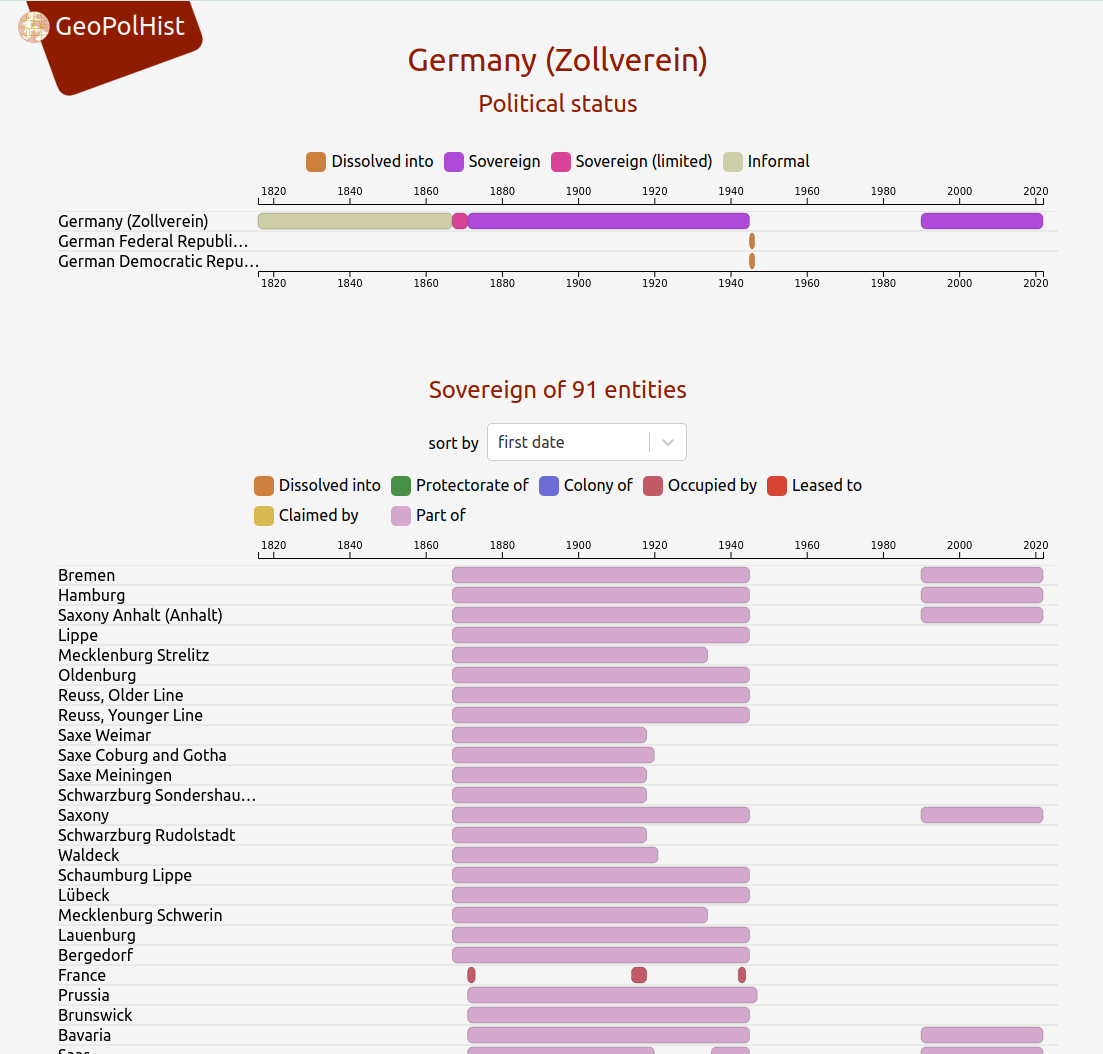 GeoPolHist
Germany (Zollverein)
Political status
Dissolved into Sovereign Sovereign (limited) Informal
1820 1840 1860 1880 1900 1920 1940 1960 1980 2000 2020
Germany (Zollverein)
German Federal Republi…
German Democratic Repu…
1820 1840 1860 1880 1900 1920 1940 1960 1980 2000 2020
Sovereign of 91 entities
sort by first date
Dissolved into Protectorate of Colony of Occupied by Leased to
Claimed by Part of
1820 1840 1860 1880 1900 1920 1940 1960 1980 2000 2020
Bremen
Hamburg
Saxony Anhalt (Anhalt)
Lippe
Mecklenburg Strelitz
Oldenburg
Reuss, Older Line
Reuss, Younger Line
Saxe Weimar
Saxe Coburg and Gotha
Saxe Meiningen
Schwarzburg Sondershau…
Saxony
Schwarzburg Rudolstadt
Waldeck
Schaumburg Lippe
Lübeck
Mecklenburg Schwerin
Lauenburg
Bergedorf
France
Prussia
Brunswick
Bavaria
Saar